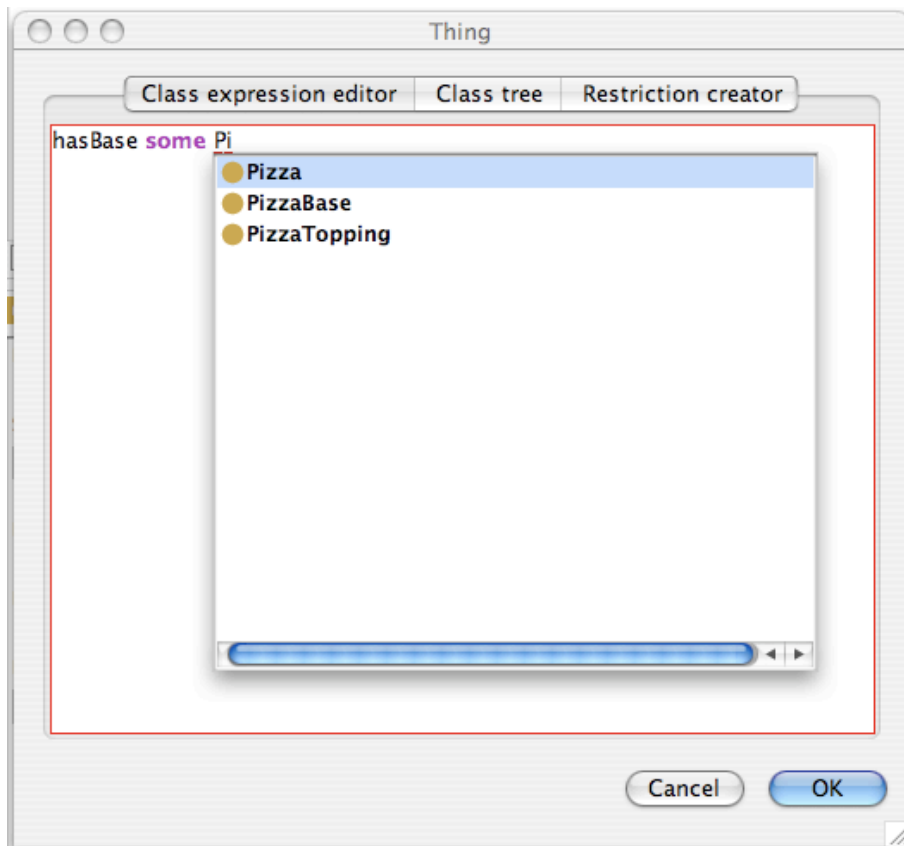 Thing
Class expression editor Class tree Restriction creator
hasBase some Pi
Pizza
PizzaBase
PizzaTopping
Cancel OK